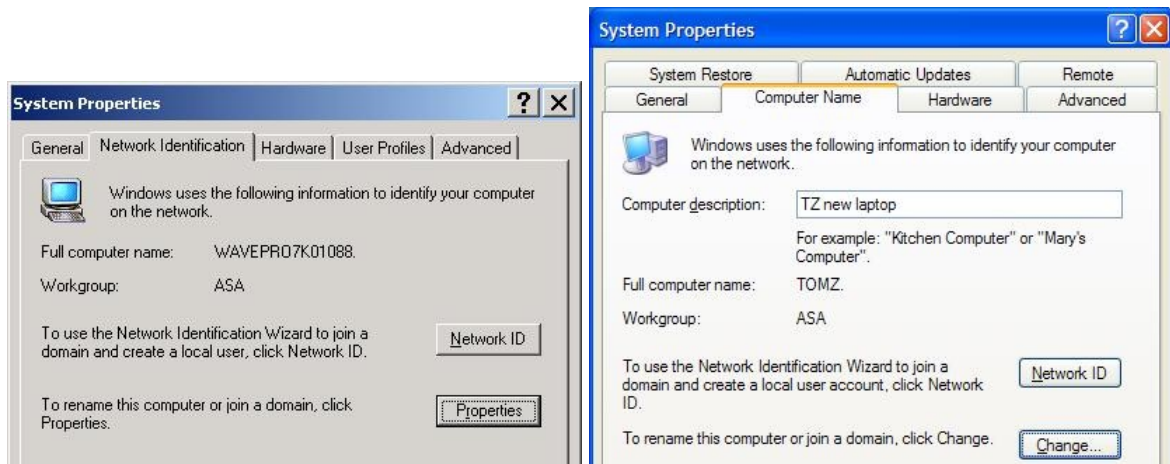 System Properties
General Network Identification Hardware User Profiles Advanced
Windows uses the following information to identify your computer
on the network.
Full computer name: WAVEPRO7K01088.
Workgroup: ASA
To use the Network Identification Wizard to join a
domain and create a local user, click Network ID.
Network ID
To rename this computer or join a domain, click
Properties.
Properties
System Properties
System Restore Automatic Updates Remote
General Computer Name Hardware Advanced
Windows uses the following information to identify your computer
on the network.
Computer description: TZ new laptop
For example: "Kitchen Computer" or "Mary's
Computer".
Full computer name: TOMZ.
Workgroup: ASA
To use the Network Identification Wizard to join a
domain and create a local user account, click Network
ID.
Network ID
To rename this computer or join a domain, click Change.
Change...